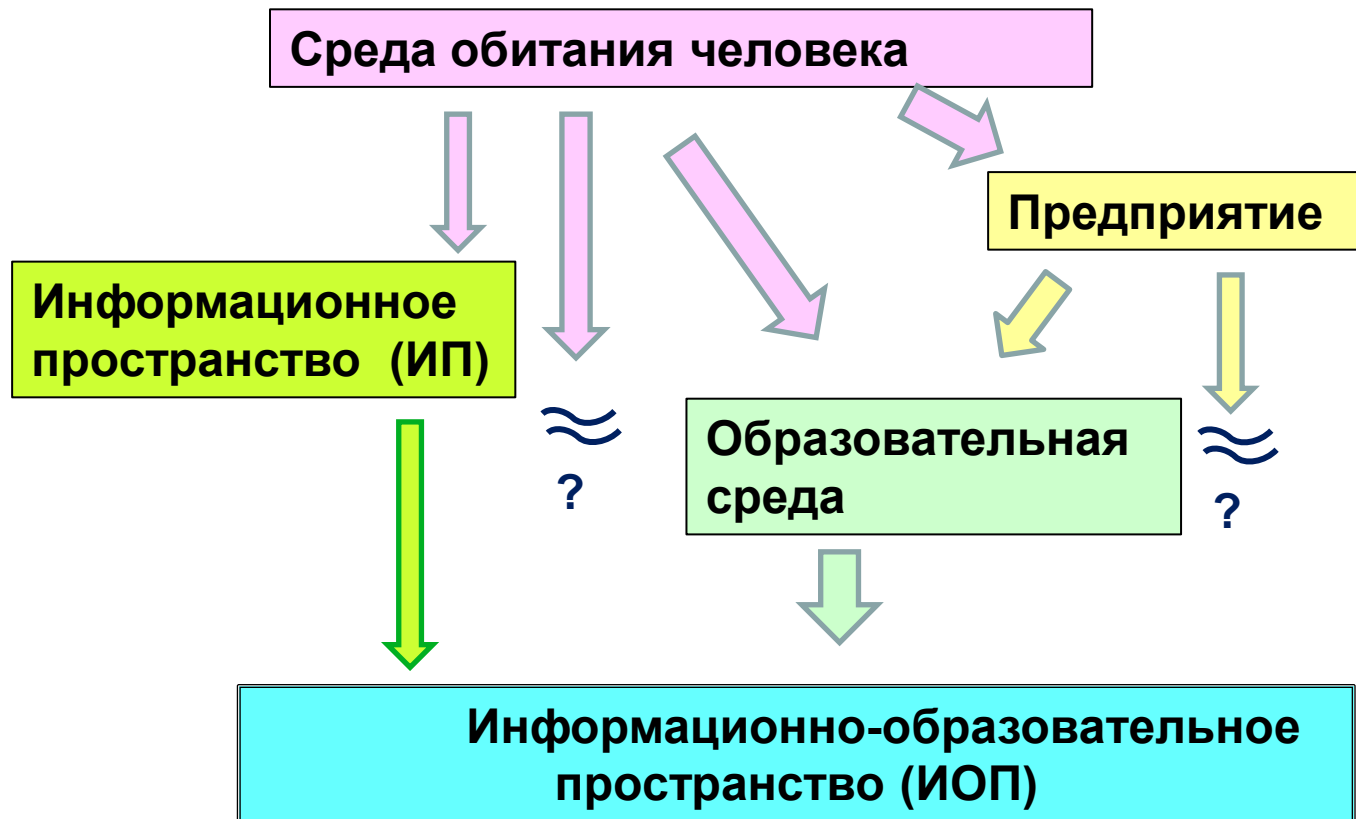 Среда обитания человека
Предприятие
Информационное
пространство (ИП)
Образовательная
среда
?
?
Информационно-образовательное
пространство (ИОП)